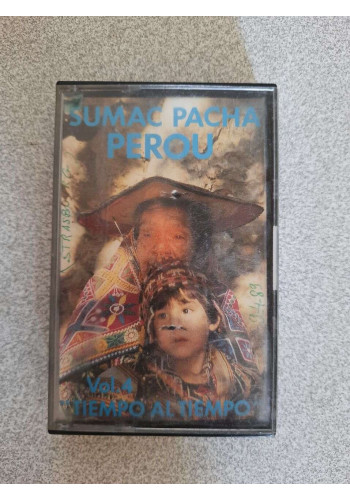 SUMAC PACHA
PEROU
Vol.4
"TIEMPO AL TIEMPO"